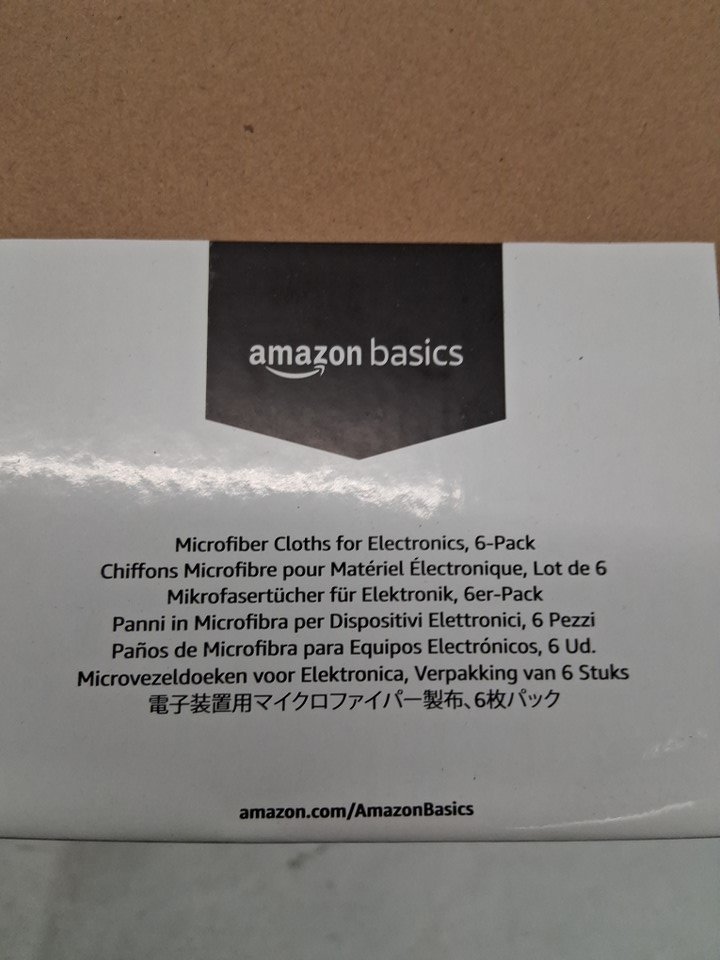 amazon basics
Microfiber Cloths for Electronics, 6-Pack
Chiffons Microfibre pour Matériel Électronique, Lot de 6
Mikrofasertücher für Elektronik, 6er-Pack
Panni in Microfibra per Dispositivi Elettronici, 6 Pezzi
Paños de Microfibra para Equipos Electrónicos, 6 Ud.
Microvezeldoeken voor Elektronica, Verpakking van 6 Stuks
電子装置用マイクロファイバー製布、6枚パック
amazon.com/AmazonBasics